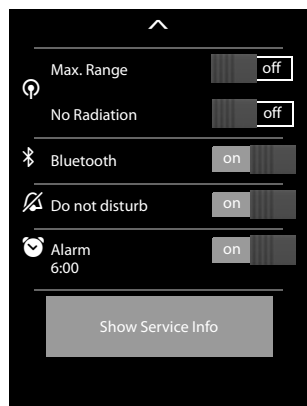 Max. Range off
No Radiation off
Bluetooth on
Do not disturb on
Alarm on
6:00
Show Service Info